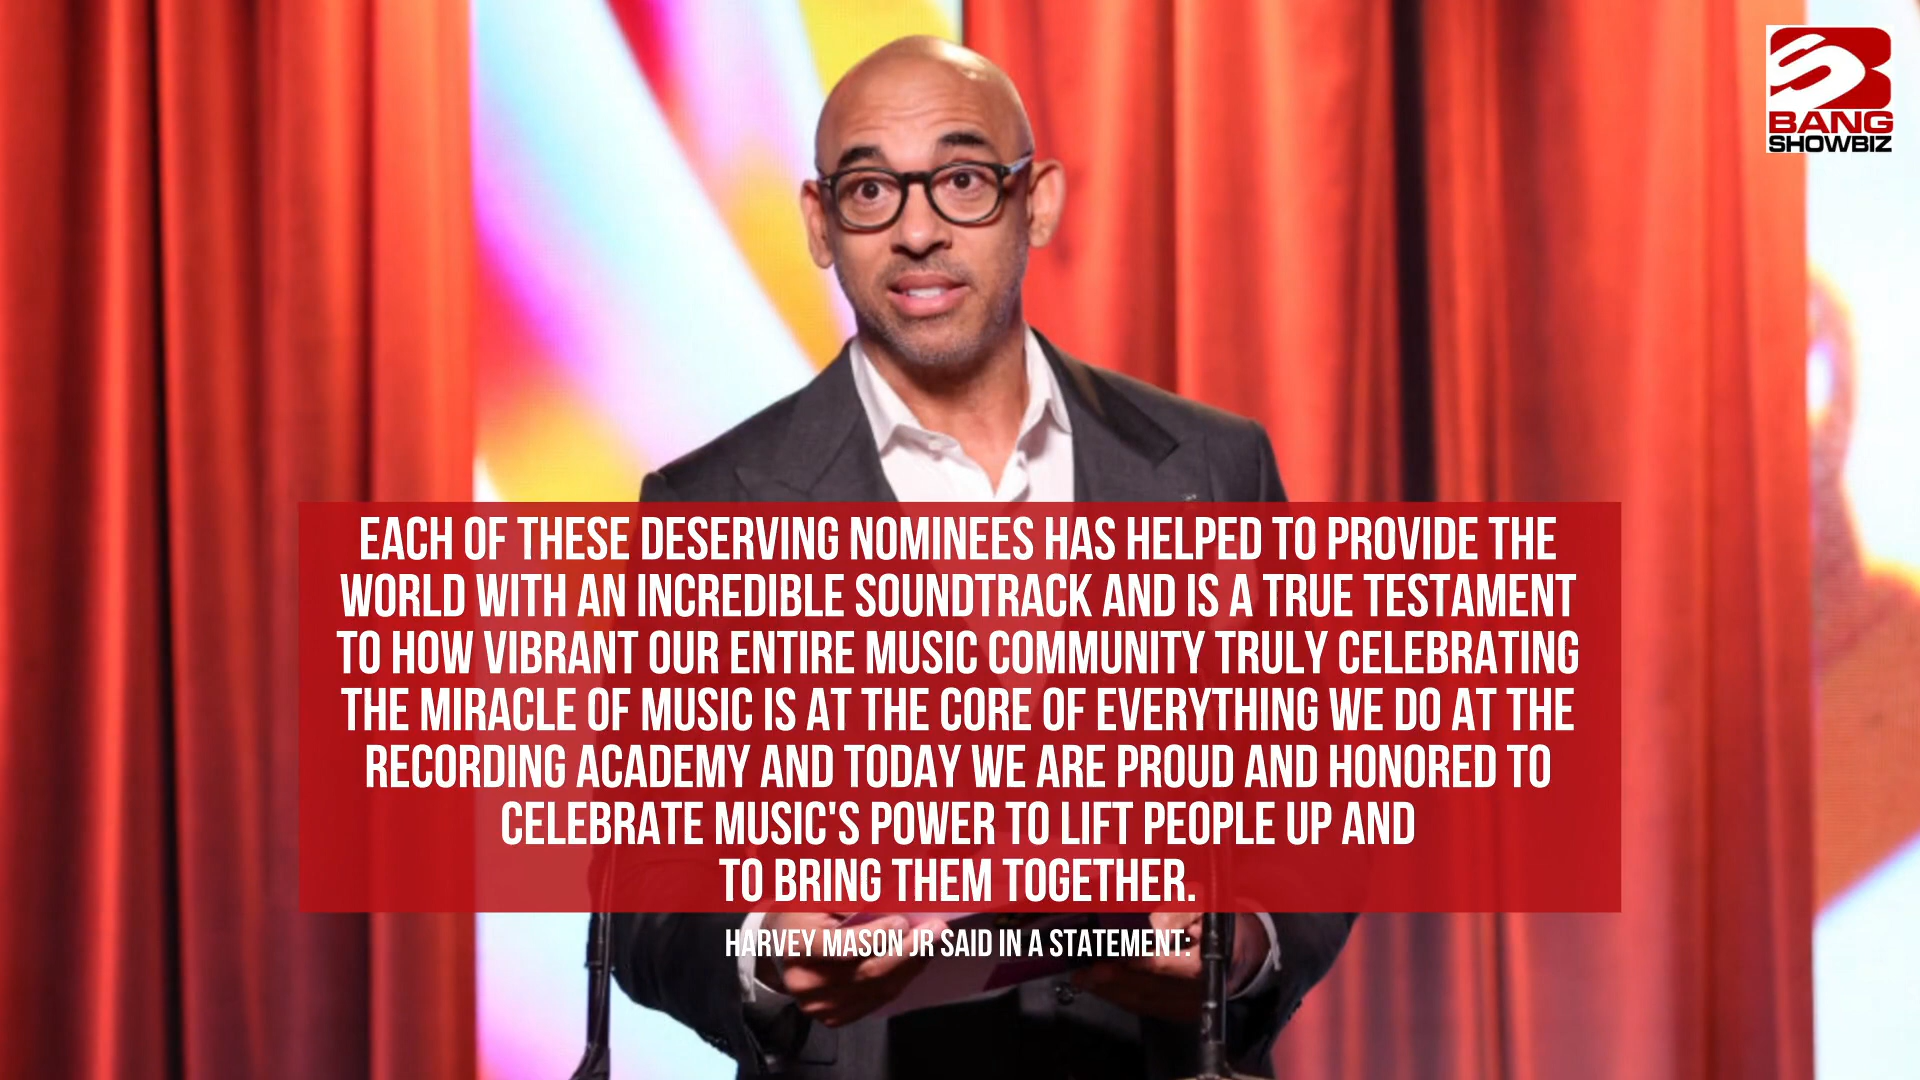 BANG
SHOWBIZ
EACH OF THESE DESERVING NOMINEES HAS HELPED TO PROVIDE THE
WORLD WITH AN INCREDIBLE SOUNDTRACK AND IS A TRUE TESTAMENT
TO HOW VIBRANT OUR ENTIRE MUSIC COMMUNITY TRULY CELEBRATING
THE MIRACLE OF MUSIC IS AT THE CORE OF EVERYTHING WE DO AT THE
RECORDING ACADEMY AND TODAY WE ARE PROUD AND HONORED TO
CELEBRATE MUSIC'S POWER TO LIFT PEOPLE UP AND
TO BRING THEM TOGETHER.
HARVEY MASON JR SAID IN A STATEMENT: